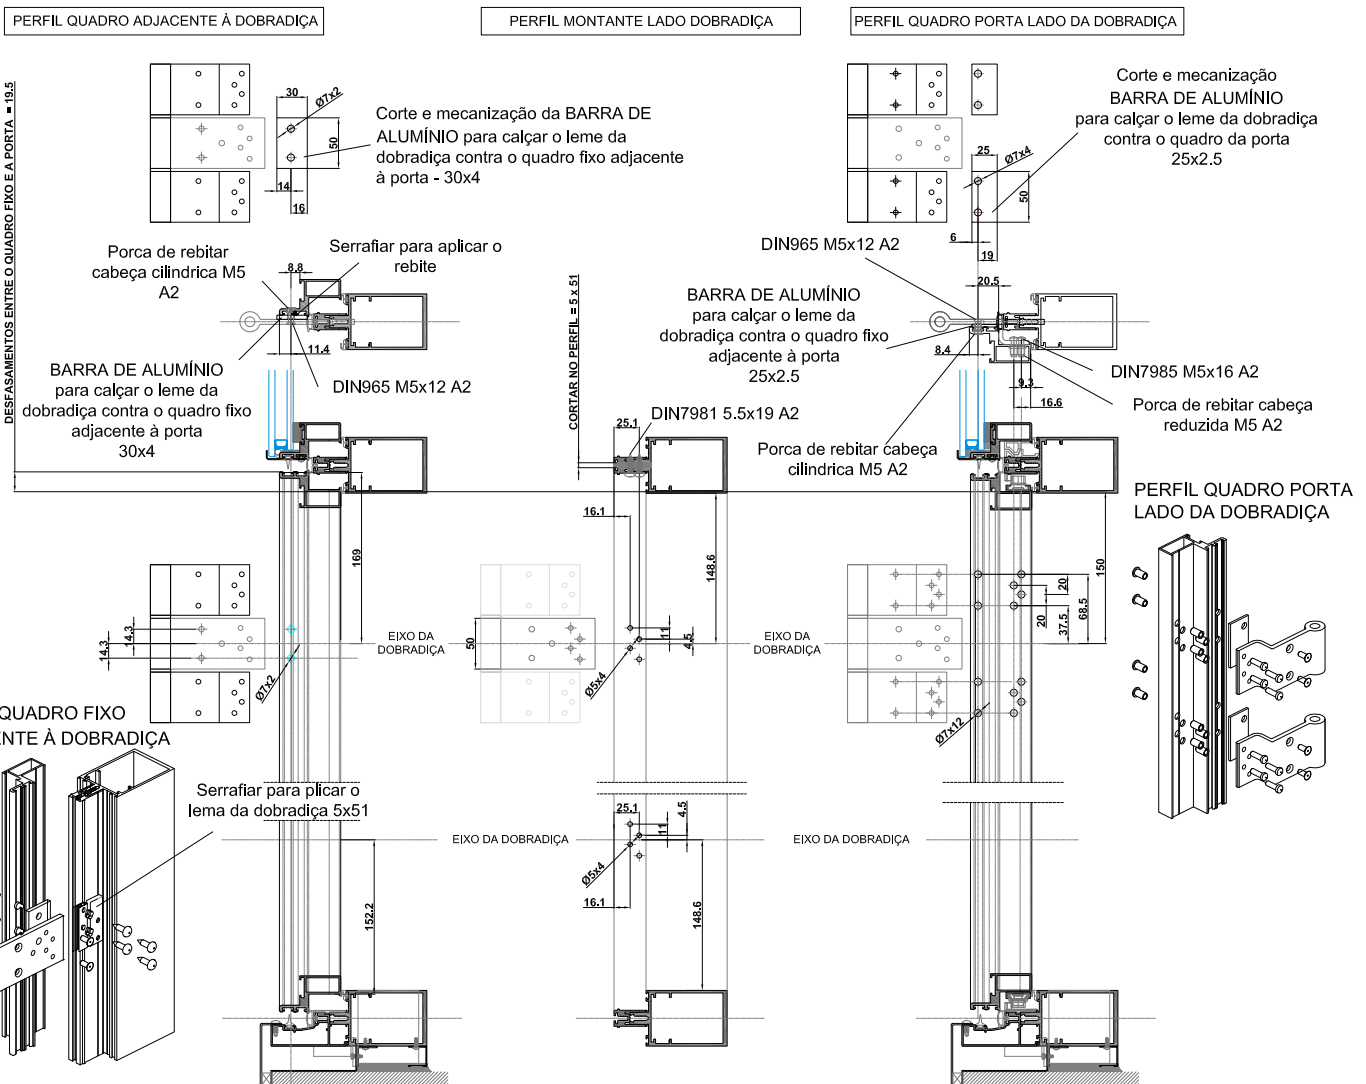 PERFIL QUADRO ADJACENTE À DOBRADIÇA
PERFIL MONTANTE LADO DOBRADIÇA
PERFIL QUADRO PORTA LADO DA DOBRADIÇA
DESFASAMENTOS ENTRE O QUADRO FIXO E A PORTA = 19.5
30
Ø7x2
50
14
16
Corte e mecanização da BARRA DE
ALUMÍNIO para calçar o leme da
dobradiça contra o quadro fixo adjacente
à porta - 30x4
Porca de rebitar
cabeça cilindrica M5
A2
Serrafiar para aplicar o
rebite
8.8
11.4
BARRA DE ALUMÍNIO
para calçar o leme da
dobradiça contra o quadro fixo
adjacente à porta
30x4
DIN965 M5x12 A2
169
14.3
14.3
Ø7x2
EIXO DA
DOBRADIÇA
QUADRO FIXO
ENTE À DOBRADIÇA
Serrafiar para plicar o
lema da dobradiça 5x51
152.2
EIXO DA DOBRADIÇA
CORTAR NO PERFIL = 5 x 51
25.1
DIN7981 5.5x19 A2
16.1
148.6
50
11
4.5
Ø5x4
EIXO DA
DOBRADIÇA
25.1
11
4.5
Ø5x4
16.1
148.6
EIXO DA DOBRADIÇA
Corte e mecanização
BARRA DE ALUMÍNIO
para calçar o leme da dobradiça
contra o quadro da porta
25x2.5
25
Ø7x4
50
6
19
DIN965 M5x12 A2
20.5
BARRA DE ALUMÍNIO
para calçar o leme da
dobradiça contra o quadro fixo
adjacente à porta
25x2.5
8.4
DIN7985 M5x16 A2
9.3
16.6
Porca de rebitar cabeça
reduzida M5 A2
Porca de rebitar cabeça
cilindrica M5 A2
150
20
68.5
20
37.5
Ø7x12
PERFIL QUADRO PORTA
LADO DA DOBRADIÇA